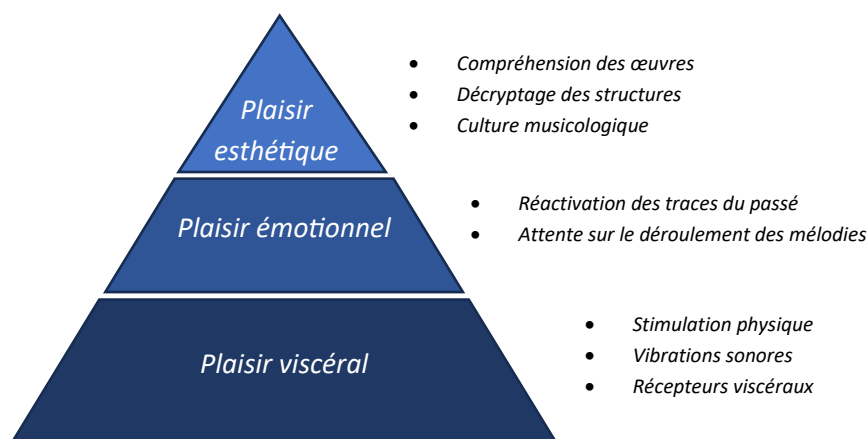 Plaisir
esthétique
• Compréhension des œuvres
• Décryptage des structures
• Culture musicologique
Plaisir émotionnel
• Réactivation des traces du passé
• Attente sur le déroulement des mélodies
Plaisir viscéral
• Stimulation physique
• Vibrations sonores
• Récepteurs viscéraux